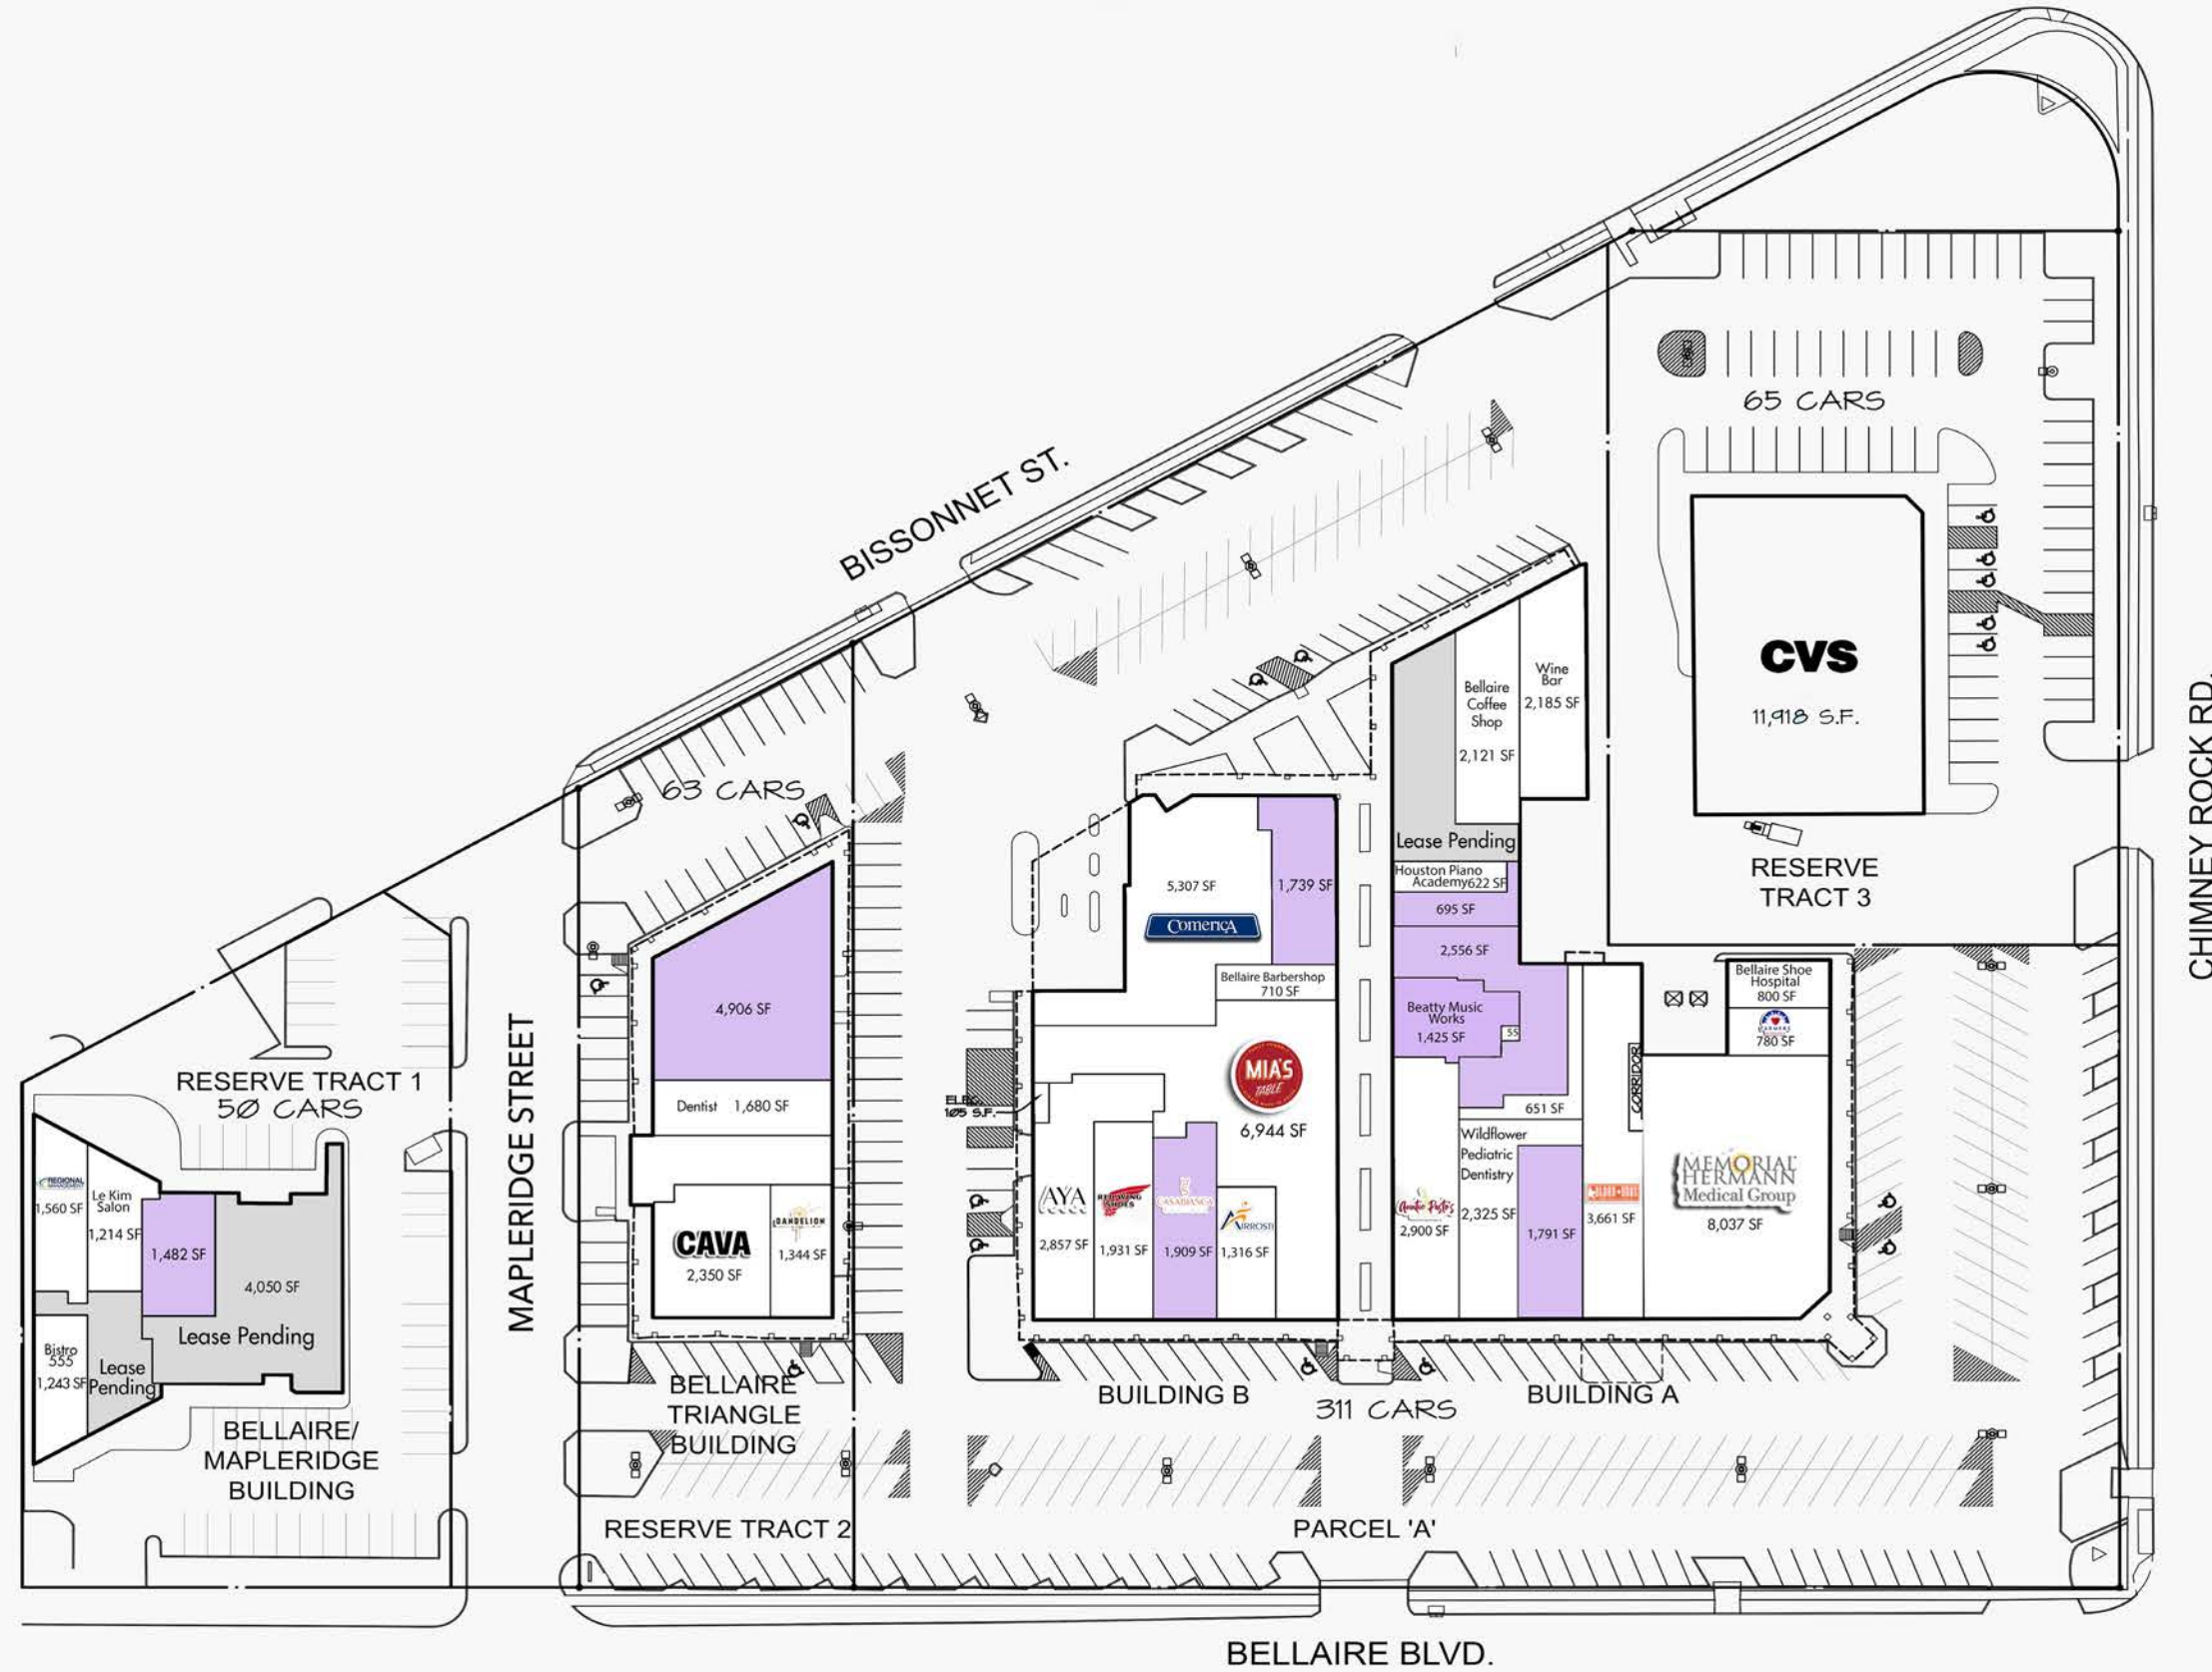 BISSONNET ST.
65 CARS
CVS
11,918 S.F.
RESERVE
TRACT 3
CHIMNEY ROCK RD.
63 CARS
4,906 SF
Dentist 1,680 SF
CAVA
2,350 SF
DANDELION
1,344 SF
BELLAIRE
TRIANGLE
BUILDING
RESERVE TRACT 2
MAPLERIDGE STREET
RESERVE TRACT 1
50 CARS
REGIONAL
1,560 SF
Le Kim
Salon
1,214 SF
1,482 SF
4,050 SF
Lease Pending
Bistro
555
1,243 SF
Lease
Pending
BELLAIRE/
MAPLERIDGE
BUILDING
5,307 SF
COMERICA
1,739 SF
Bellaire Barbershop
710 SF
MIA'S
TABLE
6,944 SF
ELEC.
105 S.F.
AYA
2,857 SF
RED WING
SHOES
1,931 SF
CASABIANCA
1,909 SF
AIRROSTI
1,316 SF
BUILDING B
Wine
Bar
2,185 SF
Bellaire
Coffee
Shop
2,121 SF
Lease Pending
Houston Piano
Academy 622 SF
695 SF
2,556 SF
Beatty Music
Works
1,425 SF
55
651 SF
Auntie Pasto's
2,900 SF
Wildflower
Pediatric
Dentistry
2,325 SF
1,791 SF
3,661 SF
CORRIDOR
Bellaire Shoe
Hospital
800 SF
FARMERS
780 SF
MEMORIAL
HERMANN
Medical Group
8,037 SF
BUILDING A
311 CARS
PARCEL 'A'
BELLAIRE BLVD.